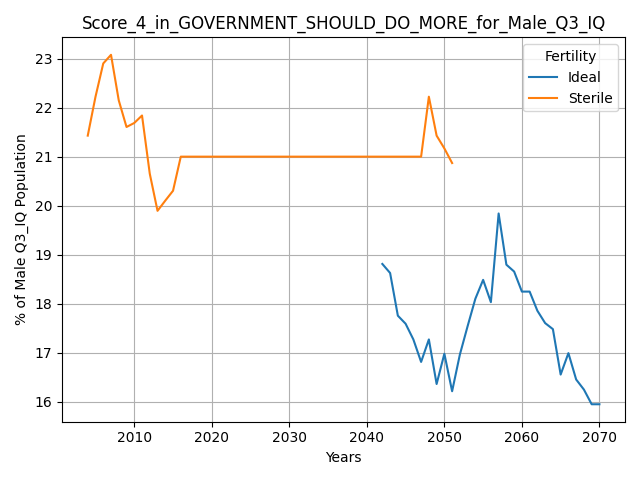 Score_4_in_GOVERNMENT_SHOULD_DO_MORE_for_Male_Q3_IQ
Fertility
Ideal
Sterile
% of Male Q3_IQ Population
23
22
21
20
19
18
17
16
2010 2020 2030 2040 2050 2060 2070
Years